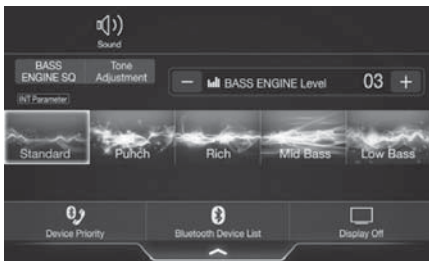 Sound
BASS ENGINE SQ
Tone Adjustment
BASS ENGINE Level 03
INT Parameter
Standard Punch Rich Mid Bass Low Bass
Device Priority Bluetooth Device List Display Off